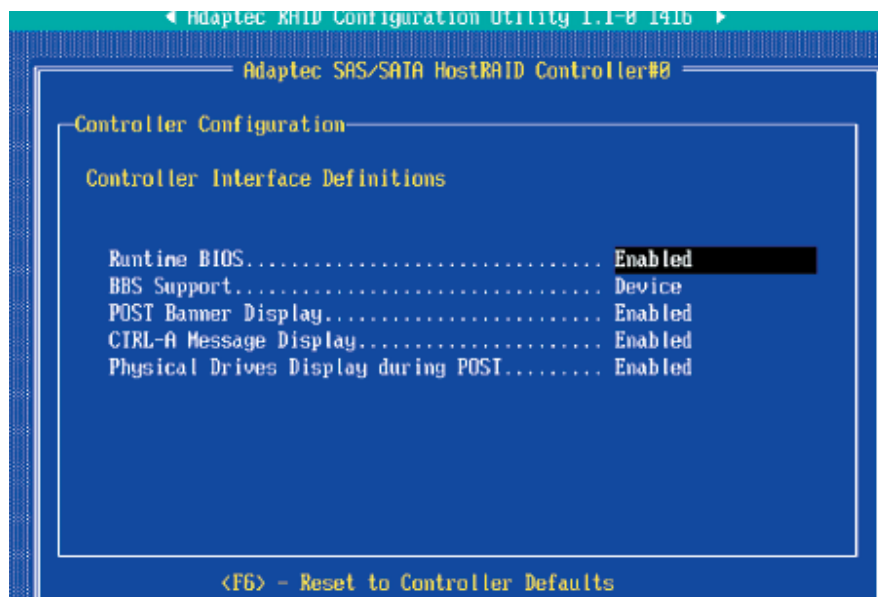 ◄ Adaptec RAID Configuration Utility 1.1-0 1416 ►
Adaptec SAS/SATA HostRAID Controller#0
Controller Configuration
Controller Interface Definitions
Runtime BIOS................................ Enabled
BBS Support................................. Device
POST Banner Display......................... Enabled
CTRL-A Message Display...................... Enabled
Physical Drives Display during POST......... Enabled
<F6> - Reset to Controller Defaults